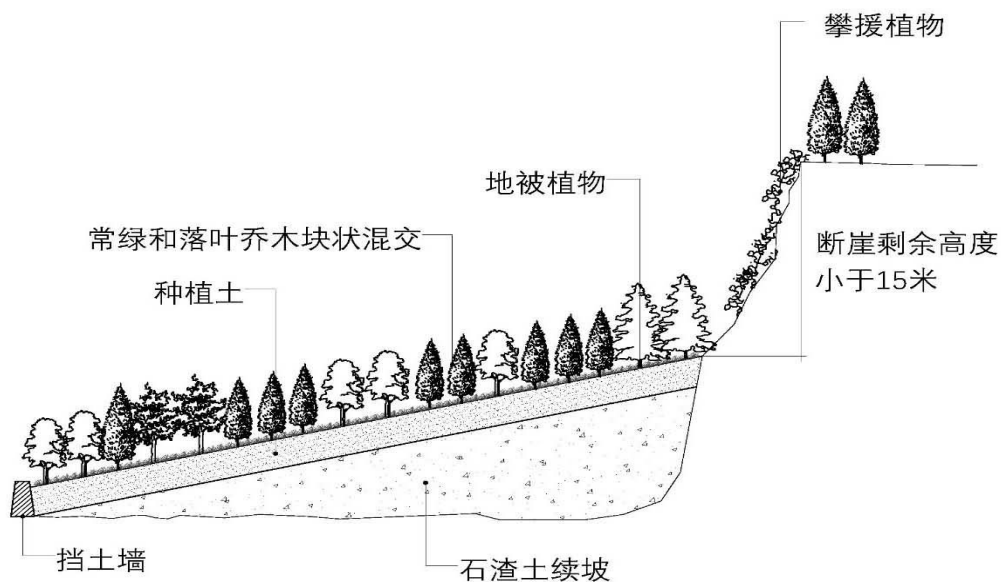 攀援植物
地被植物
常绿和落叶乔木块状混交
断崖剩余高度
小于15米
种植土
挡土墙
石渣土续坡